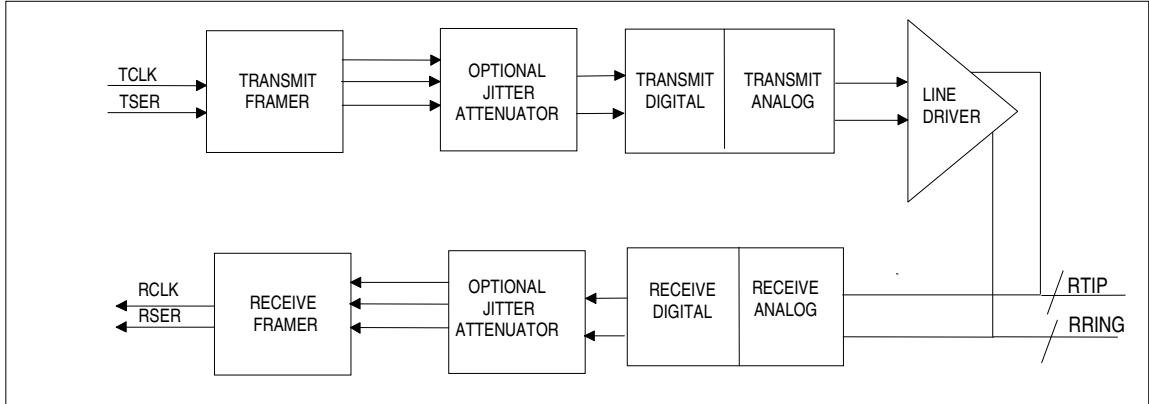 TCLK
TSER
TRANSMIT
FRAMER
OPTIONAL
JITTER
ATTENUATOR
TRANSMIT
DIGITAL
TRANSMIT
ANALOG
LINE
DRIVER
RCLK
RSER
RECEIVE
FRAMER
OPTIONAL
JITTER
ATTENUATOR
RECEIVE
DIGITAL
RECEIVE
ANALOG
RTIP
RRING